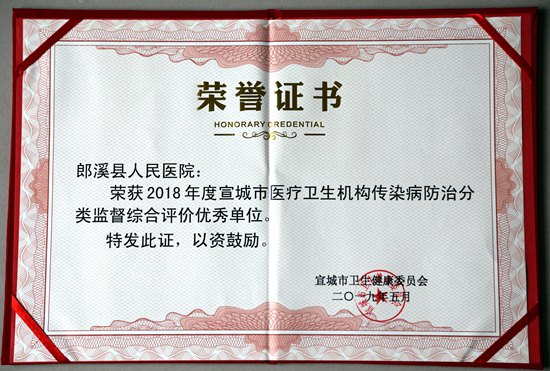 荣誉证书
HONORARY CREDENTIAL
郎溪县人民医院：
荣获2018年度宣城市医疗卫生机构传染病防治分
类监督综合评价优秀单位。
特发此证，以资鼓励。
宣城市卫生健康委员会
二〇一九年五月